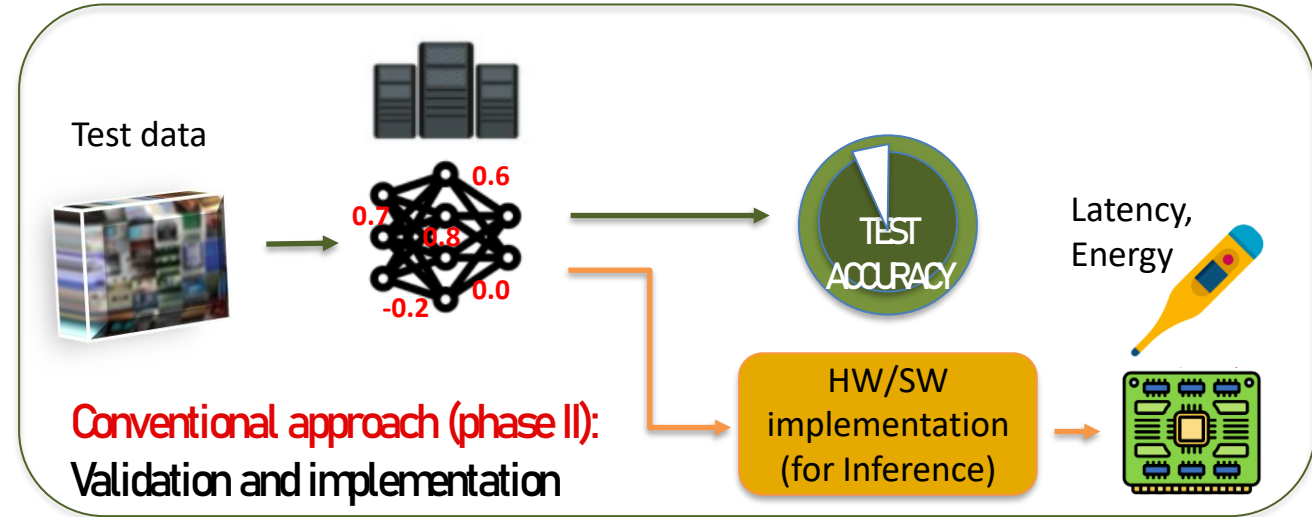 Test data
0.6
0.7
0.8
0.0
-0.2
TEST
ACCURACY
Latency,
Energy
HW/SW
implementation
(for Inference)
Conventional approach (phase II):
Validation and implementation